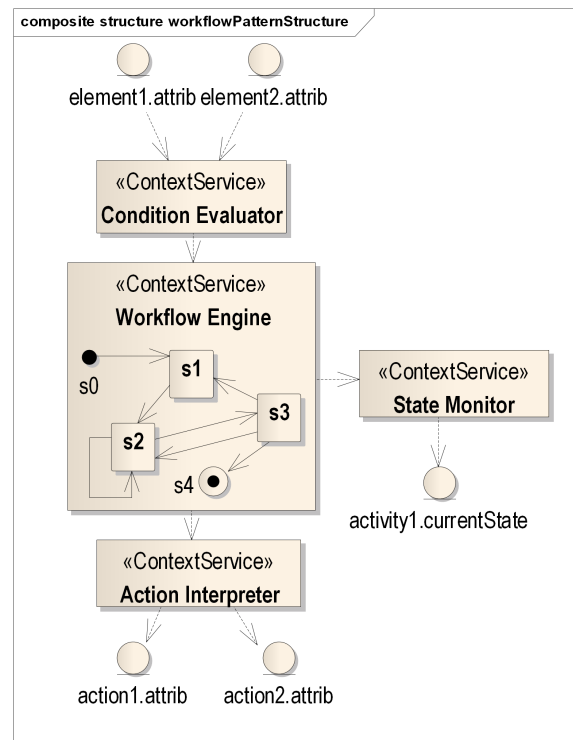 composite structure workflowPatternStructure
element1.attrib element2.attrib
«ContextService»
Condition Evaluator
«ContextService»
Workflow Engine
s0
s1
s2
s3
s4
«ContextService»
State Monitor
activity1.currentState
«ContextService»
Action Interpreter
action1.attrib
action2.attrib